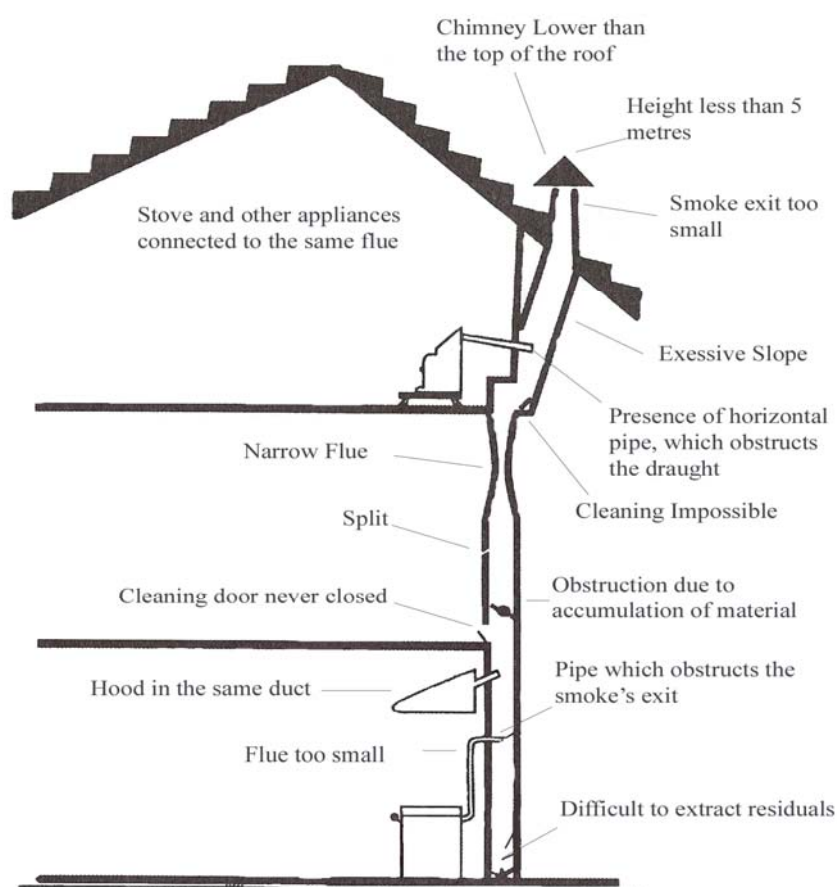 Chimney Lower than
the top of the roof
Height less than 5
metres
Smoke exit too
small
Stove and other appliances
connected to the same flue
Exessive Slope
Presence of horizontal
pipe, which obstructs
the draught
Narrow Flue
Cleaning Impossible
Split
Cleaning door never closed
Obstruction due to
accumulation of material
Pipe which obstructs the
smoke's exit
Hood in the same duct
Flue too small
Difficult to extract residuals